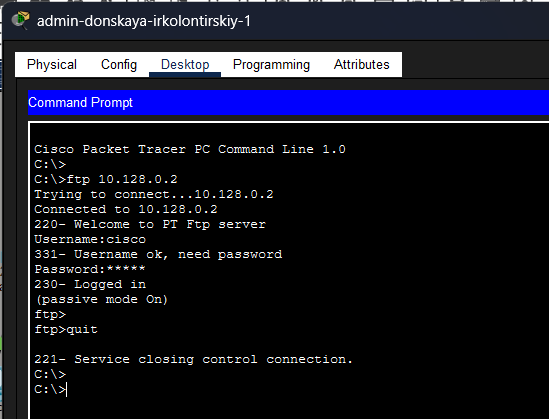 admin-donskaya-irkolontirskiy-1
Physical Config Desktop Programming Attributes
Command Prompt
Cisco Packet Tracer PC Command Line 1.0
C:\>
C:\>ftp 10.128.0.2
Trying to connect...10.128.0.2
Connected to 10.128.0.2
220- Welcome to PT Ftp server
Username:cisco
331- Username ok, need password
Password:*****
230- Logged in
(passive mode On)
ftp>
ftp>quit
221- Service closing control connection.
C:\>
C:\>